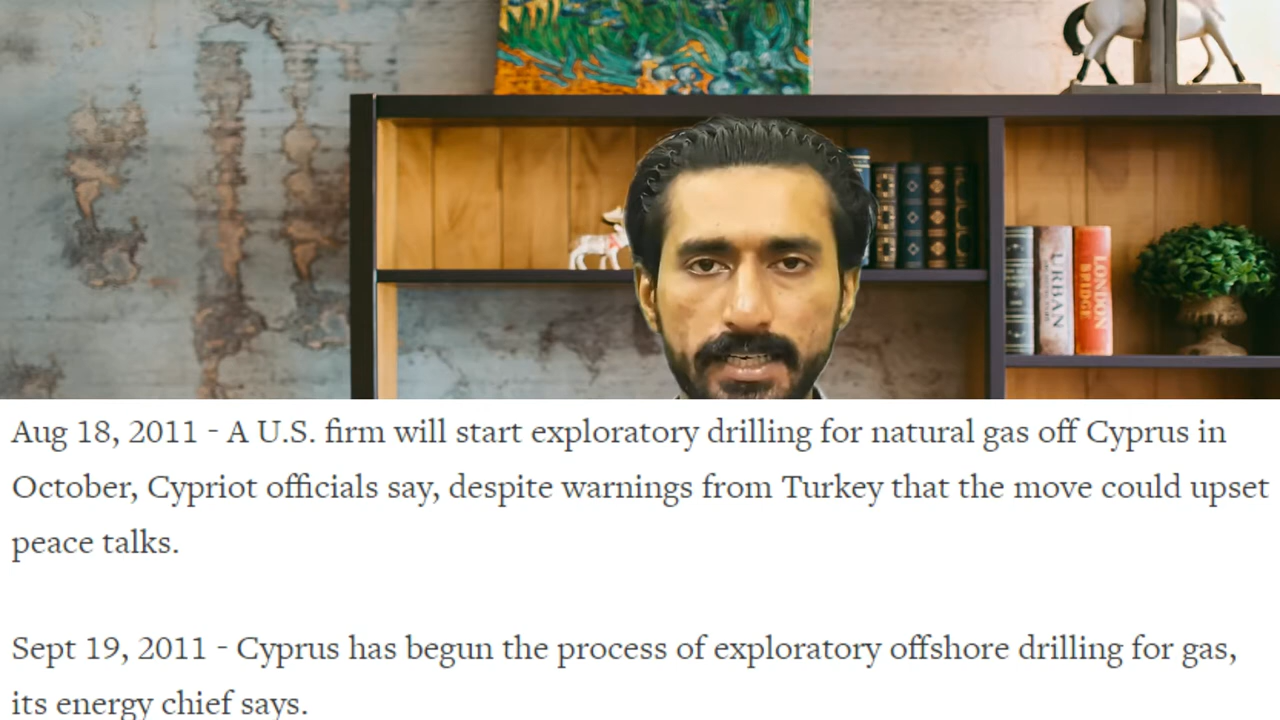 URBAN
LONDON
SPIDGE
Aug 18, 2011 - A U.S. firm will start exploratory drilling for natural gas off Cyprus in
October, Cypriot officials say, despite warnings from Turkey that the move could upset
peace talks.
Sept 19, 2011 - Cyprus has begun the process of exploratory offshore drilling for gas,
its energy chief says.